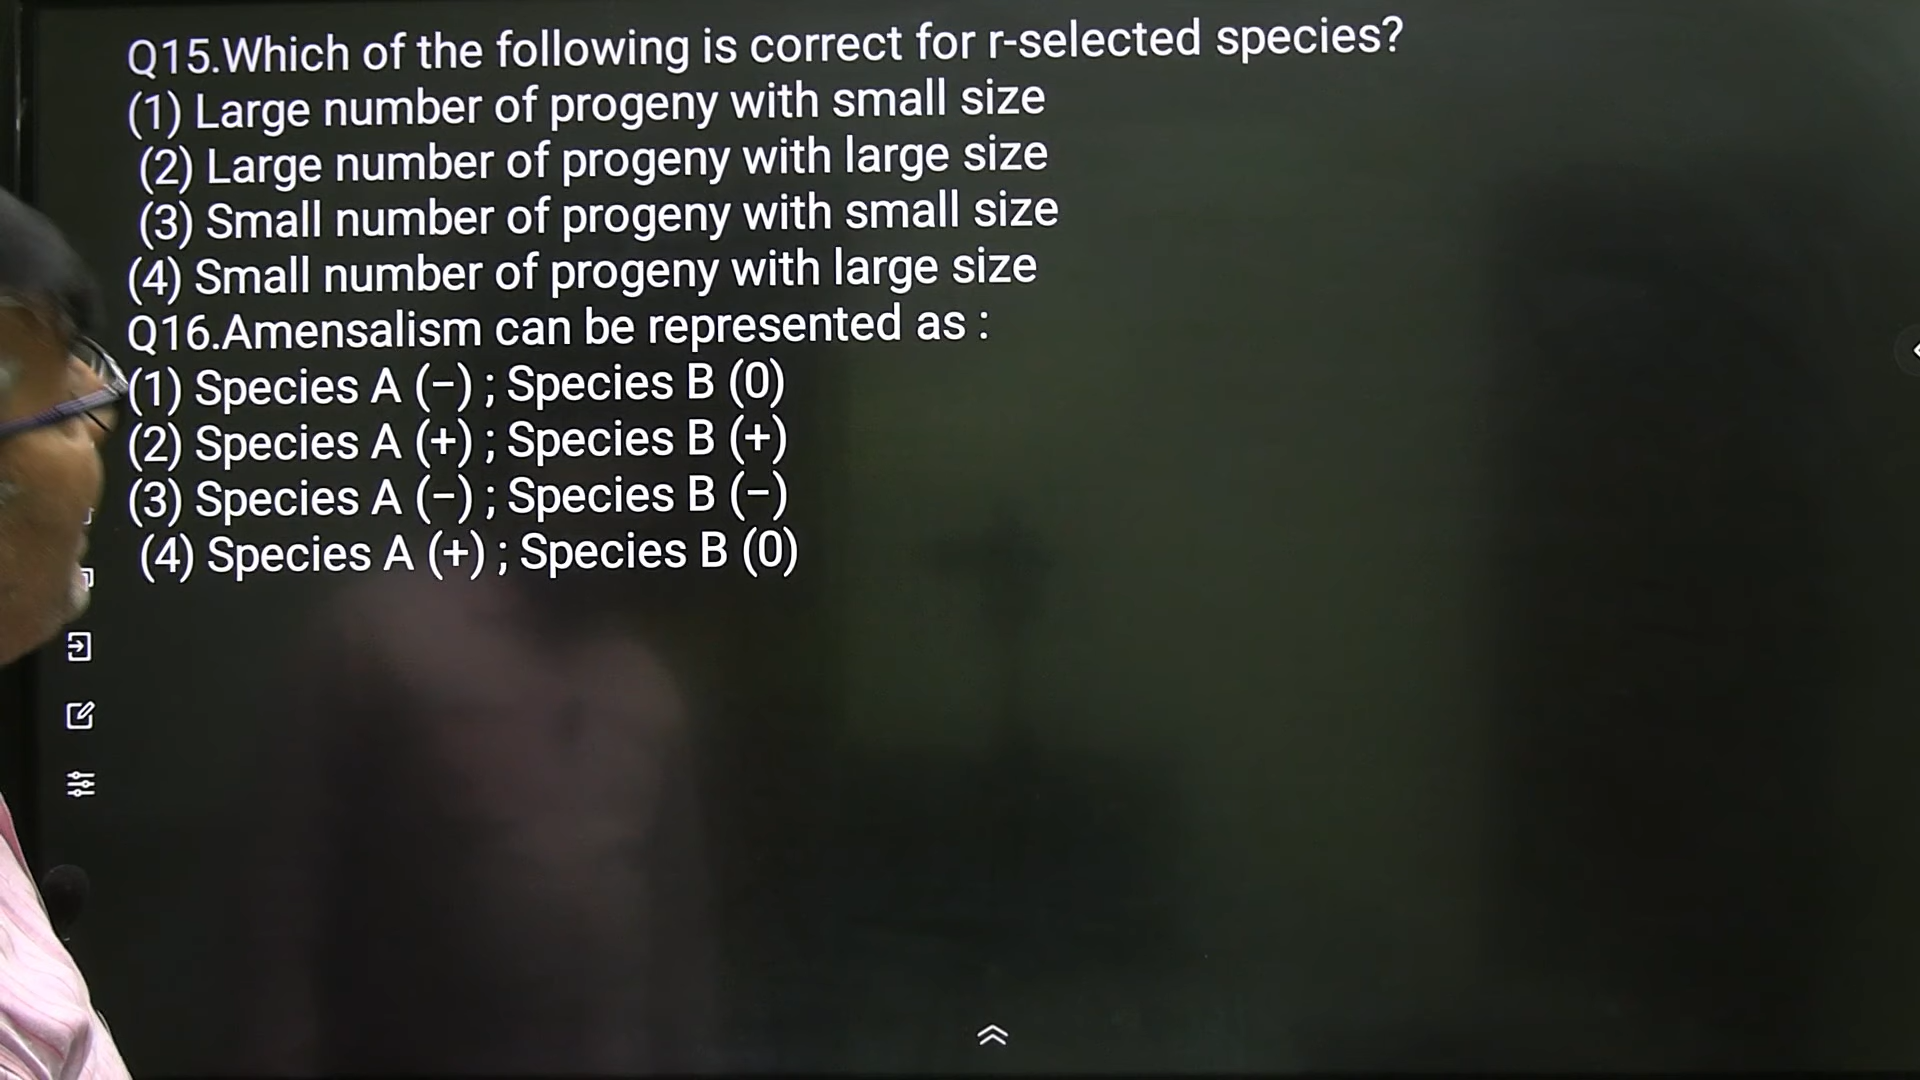 Q15.Which of the following is correct for r-selected species?
(1) Large number of progeny with small size
(2) Large number of progeny with large size
(3) Small number of progeny with small size
(4) Small number of progeny with large size
Q16.Amensalism can be represented as :
(1) Species A (−) ; Species B (0)
(2) Species A (+) ; Species B (+)
(3) Species A (−) ; Species B (−)
(4) Species A (+) ; Species B (0)